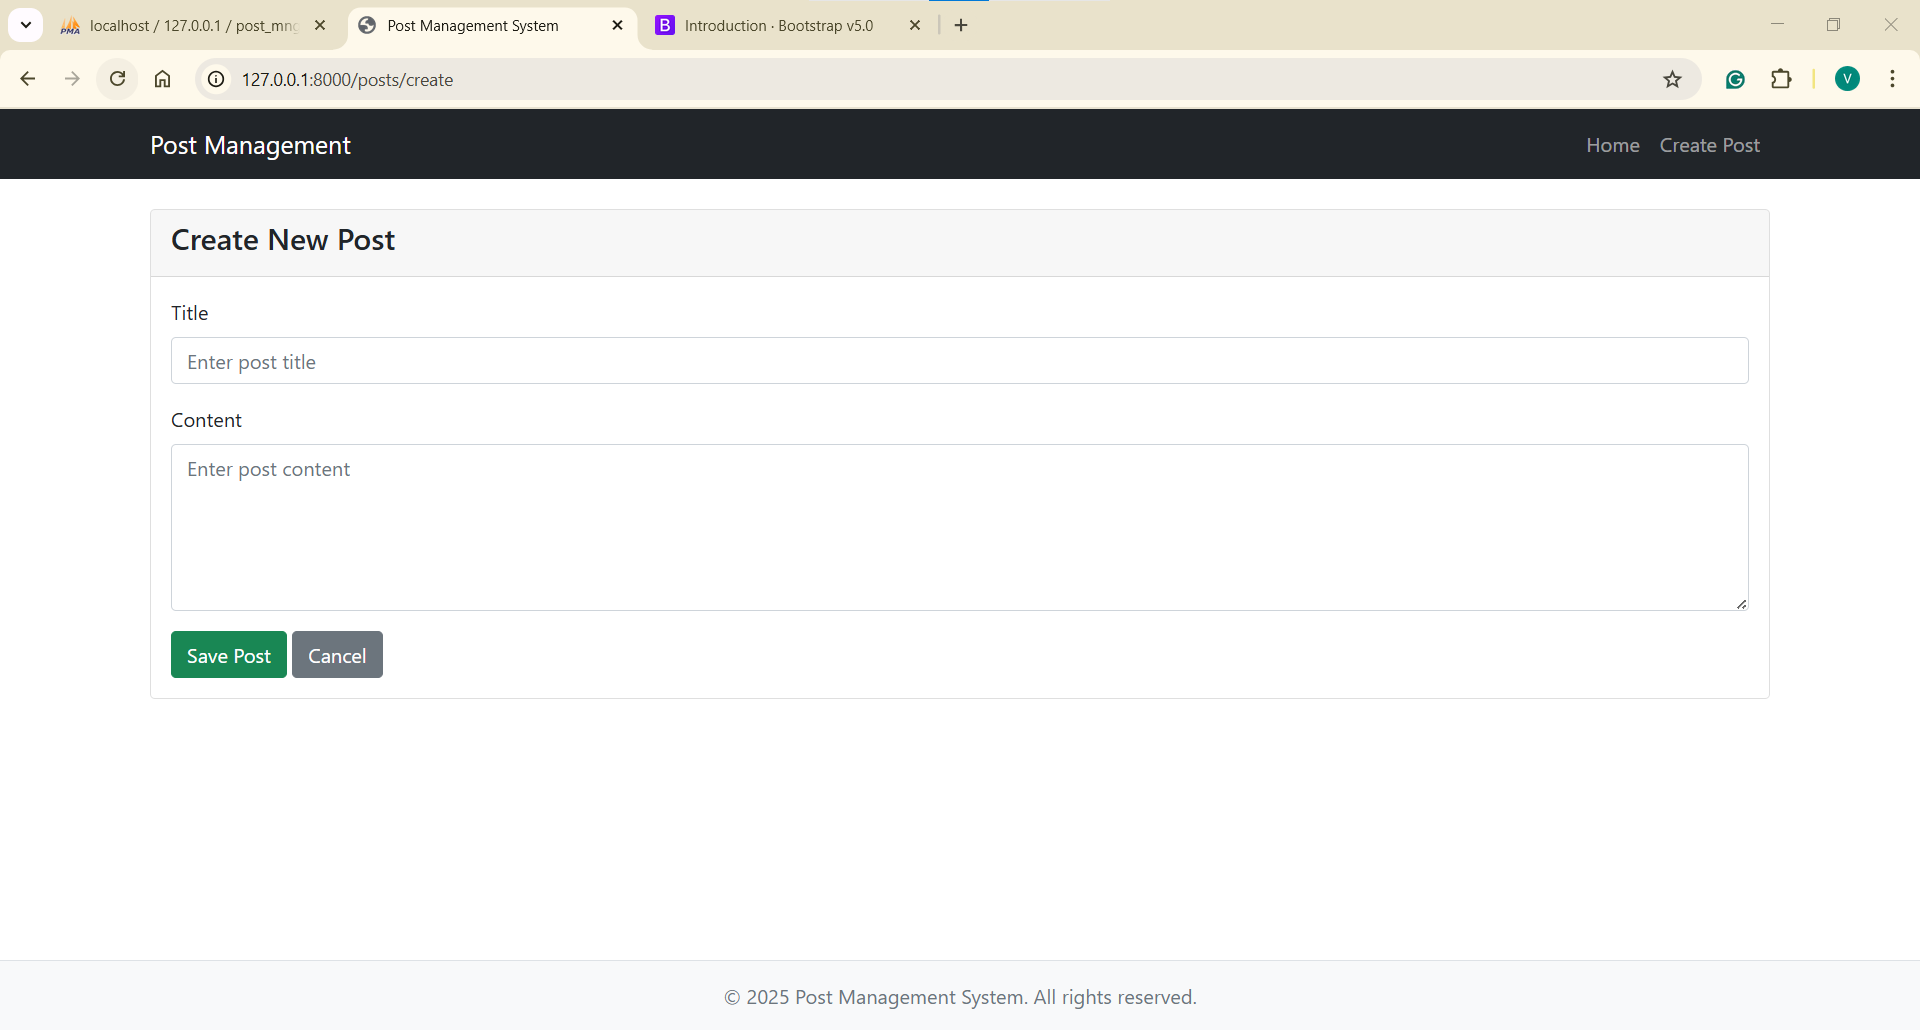 localhost / 127.0.0.1 / post_mng
Post Management System
B Introduction · Bootstrap v5.0
127.0.0.1:8000/posts/create
V
Post Management
Home Create Post
Create New Post
Title
Enter post title
Content
Enter post content
Save Post Cancel
© 2025 Post Management System. All rights reserved.